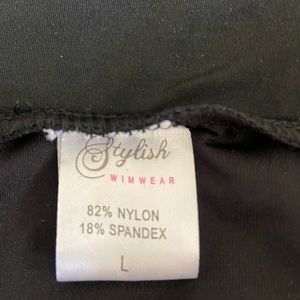 Stylish
WIMWEAR
82% NYLON
18% SPANDEX
L